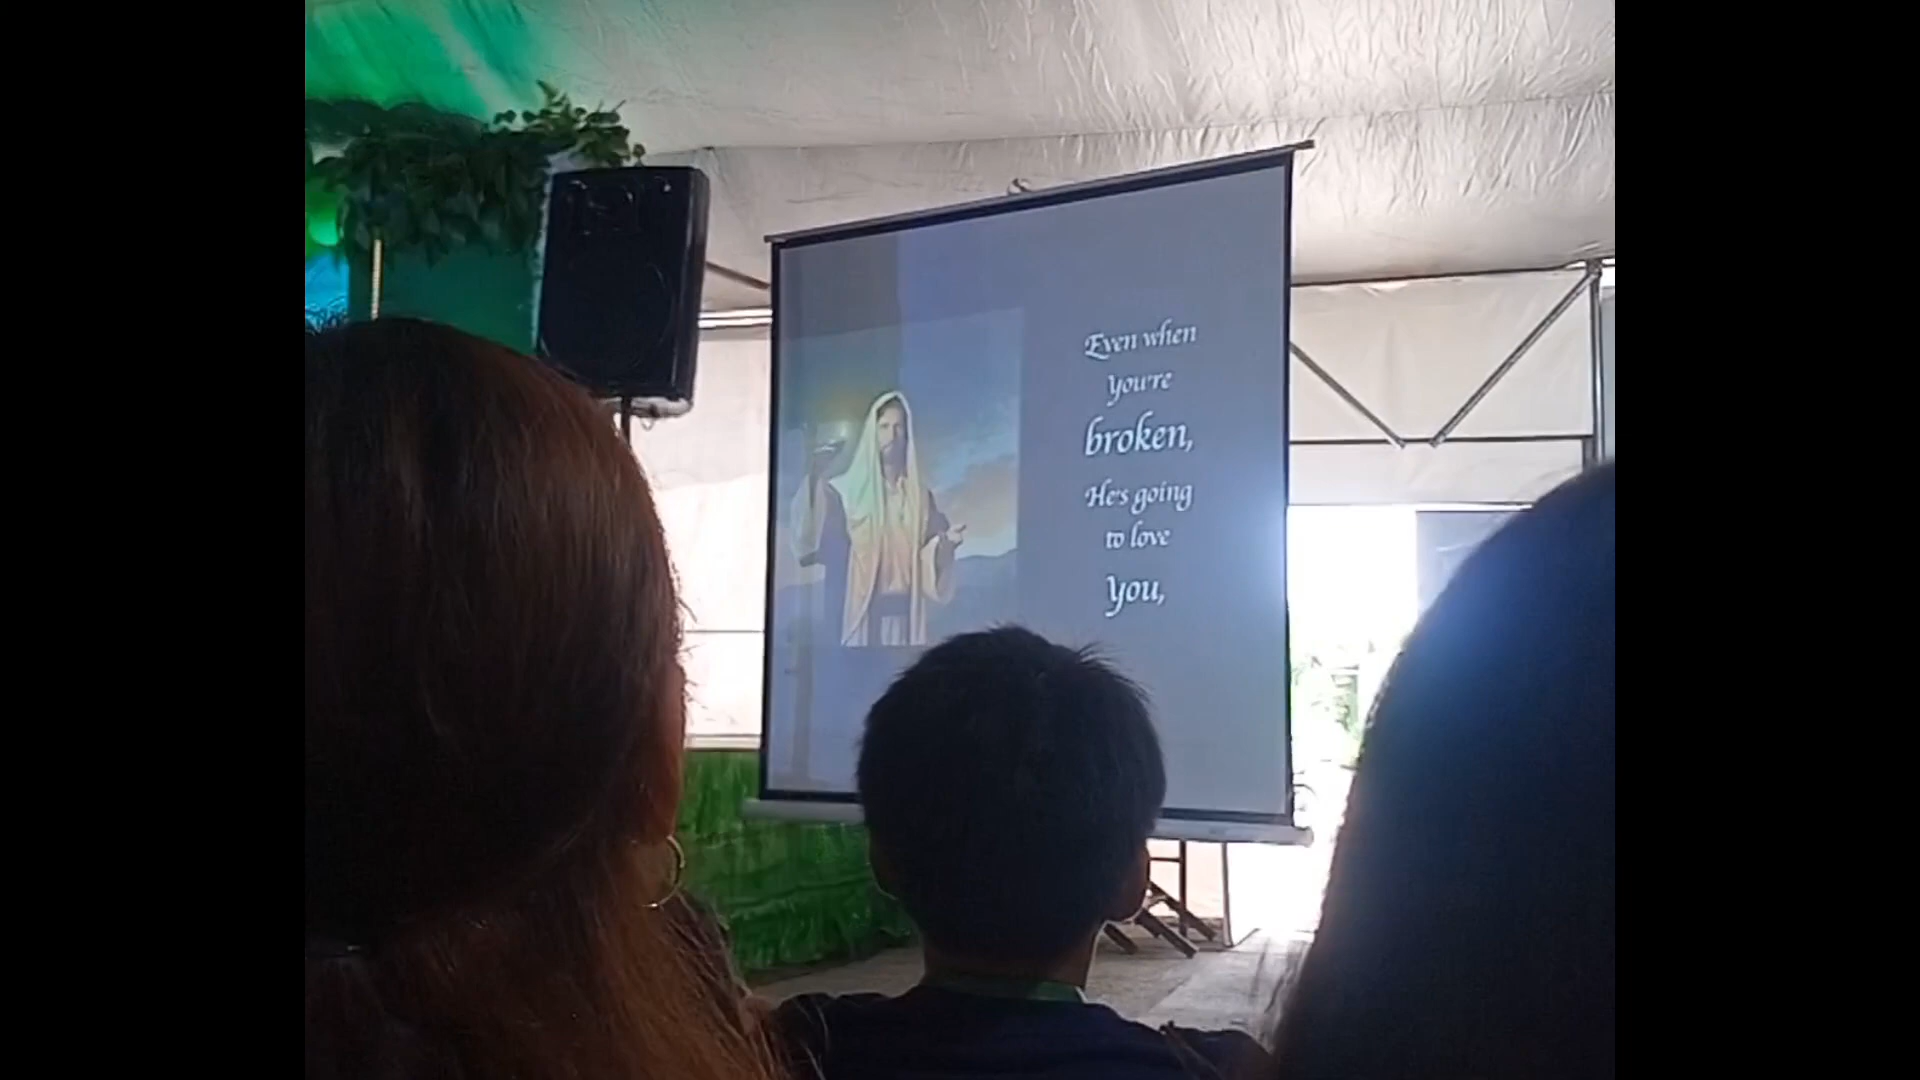 Even when
you're
broken,
He's going
to love
you,